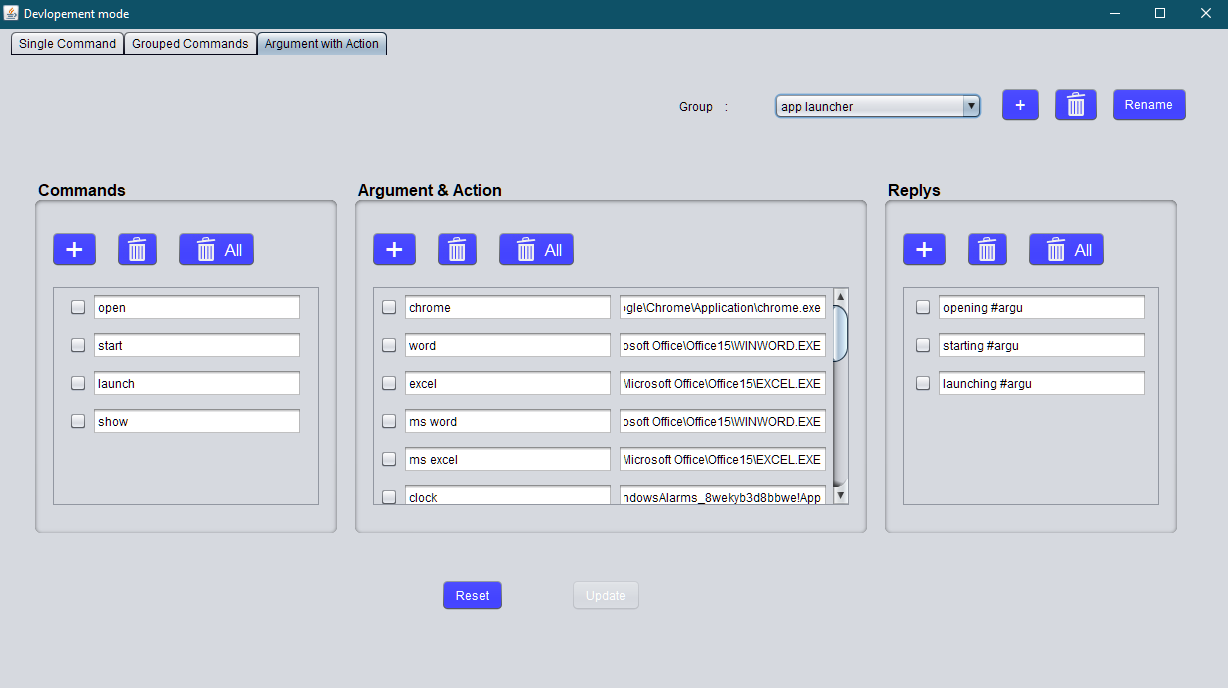 Devlopement mode
Single Command Grouped Commands Argument with Action
Group : app launcher + Rename
Commands Argument & Action Replys
+ All + All + All
open chrome ogle\Chrome\Application\chrome.exe opening #argu
start word osoft Office\Office15\WINWORD.EXE starting #argu
launch excel Microsoft Office\Office15\EXCEL.EXE launching #argu
show ms word osoft Office\Office15\WINWORD.EXE
ms excel Microsoft Office\Office15\EXCEL.EXE
clock ndowsAlarms_8wekyb3d8bbwe!App
Reset Update